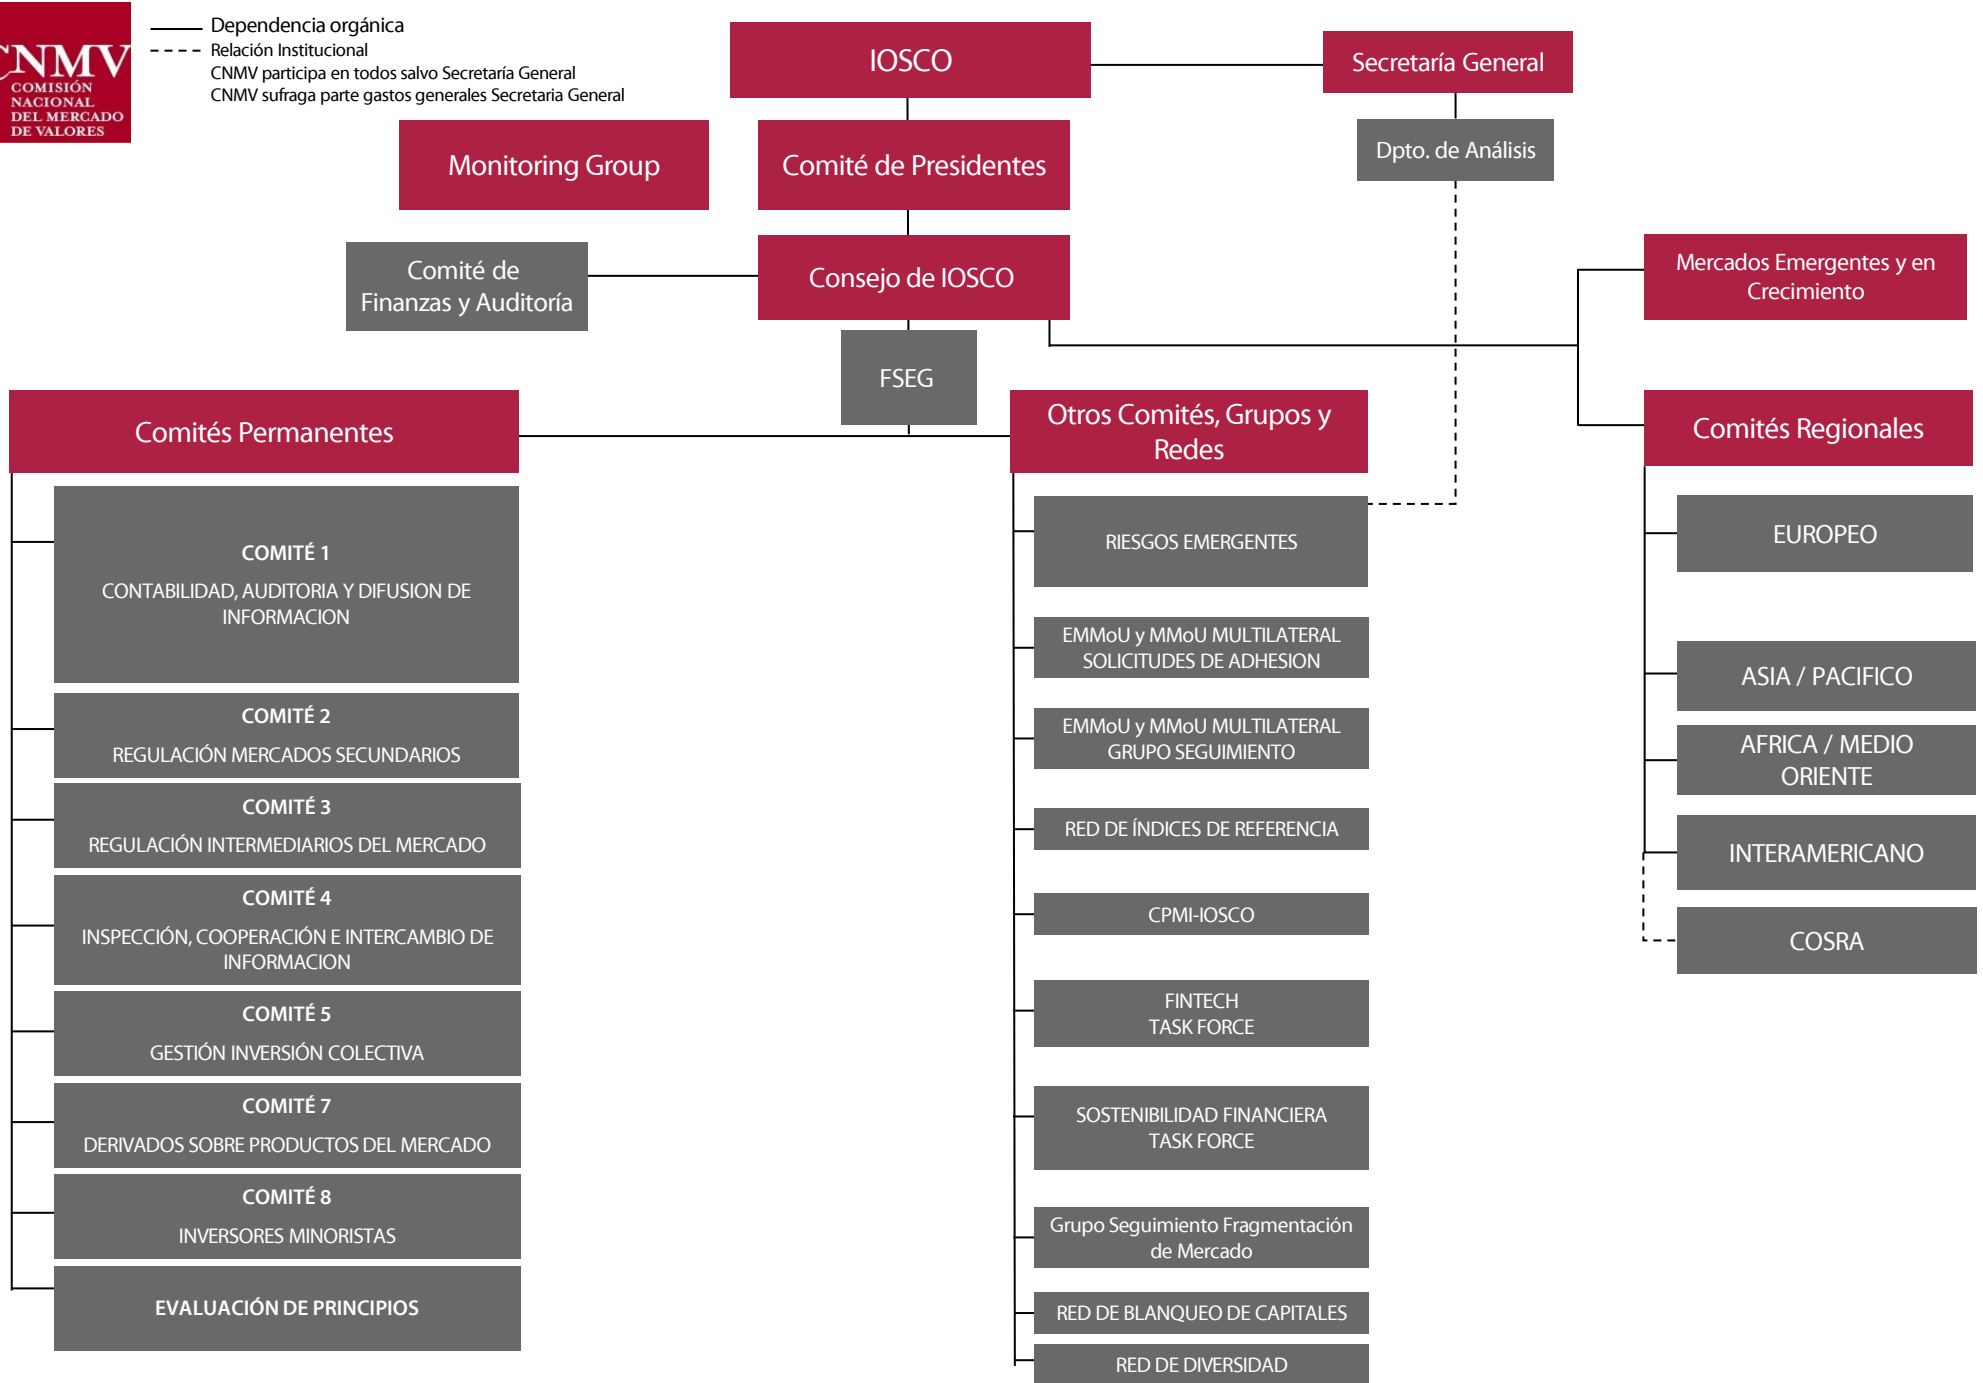 CNMV
COMISIÓN
NACIONAL
DEL MERCADO
DE VALORES
Dependencia orgánica
Relación Institucional
CNMV participa en todos salvo Secretaría General
CNMV sufraga parte gastos generales Secretaria General
IOSCO
Secretaría General
Monitoring Group
Comité de Presidentes
Dpto. de Análisis
Comité de
Finanzas y Auditoría
Consejo de IOSCO
Mercados Emergentes y en
Crecimiento
FSEG
Comités Permanentes
COMITÉ 1
CONTABILIDAD, AUDITORIA Y DIFUSION DE
INFORMACION
COMITÉ 2
REGULACIÓN MERCADOS SECUNDARIOS
COMITÉ 3
REGULACIÓN INTERMEDIARIOS DEL MERCADO
COMITÉ 4
INSPECCIÓN, COOPERACIÓN E INTERCAMBIO DE
INFORMACION
COMITÉ 5
GESTIÓN INVERSIÓN COLECTIVA
COMITÉ 7
DERIVADOS SOBRE PRODUCTOS DEL MERCADO
COMITÉ 8
INVERSORES MINORISTAS
EVALUACIÓN DE PRINCIPIOS
Otros Comités, Grupos y
Redes
RIESGOS EMERGENTES
EMMoU y MMoU MULTILATERAL
SOLICITUDES DE ADHESION
EMMoU y MMoU MULTILATERAL
GRUPO SEGUIMIENTO
RED DE ÍNDICES DE REFERENCIA
CPMI-IOSCO
FINTECH
TASK FORCE
SOSTENIBILIDAD FINANCIERA
TASK FORCE
Grupo Seguimiento Fragmentación
de Mercado
RED DE BLANQUEO DE CAPITALES
RED DE DIVERSIDAD
Comités Regionales
EUROPEO
ASIA / PACIFICO
AFRICA / MEDIO
ORIENTE
INTERAMERICANO
COSRA